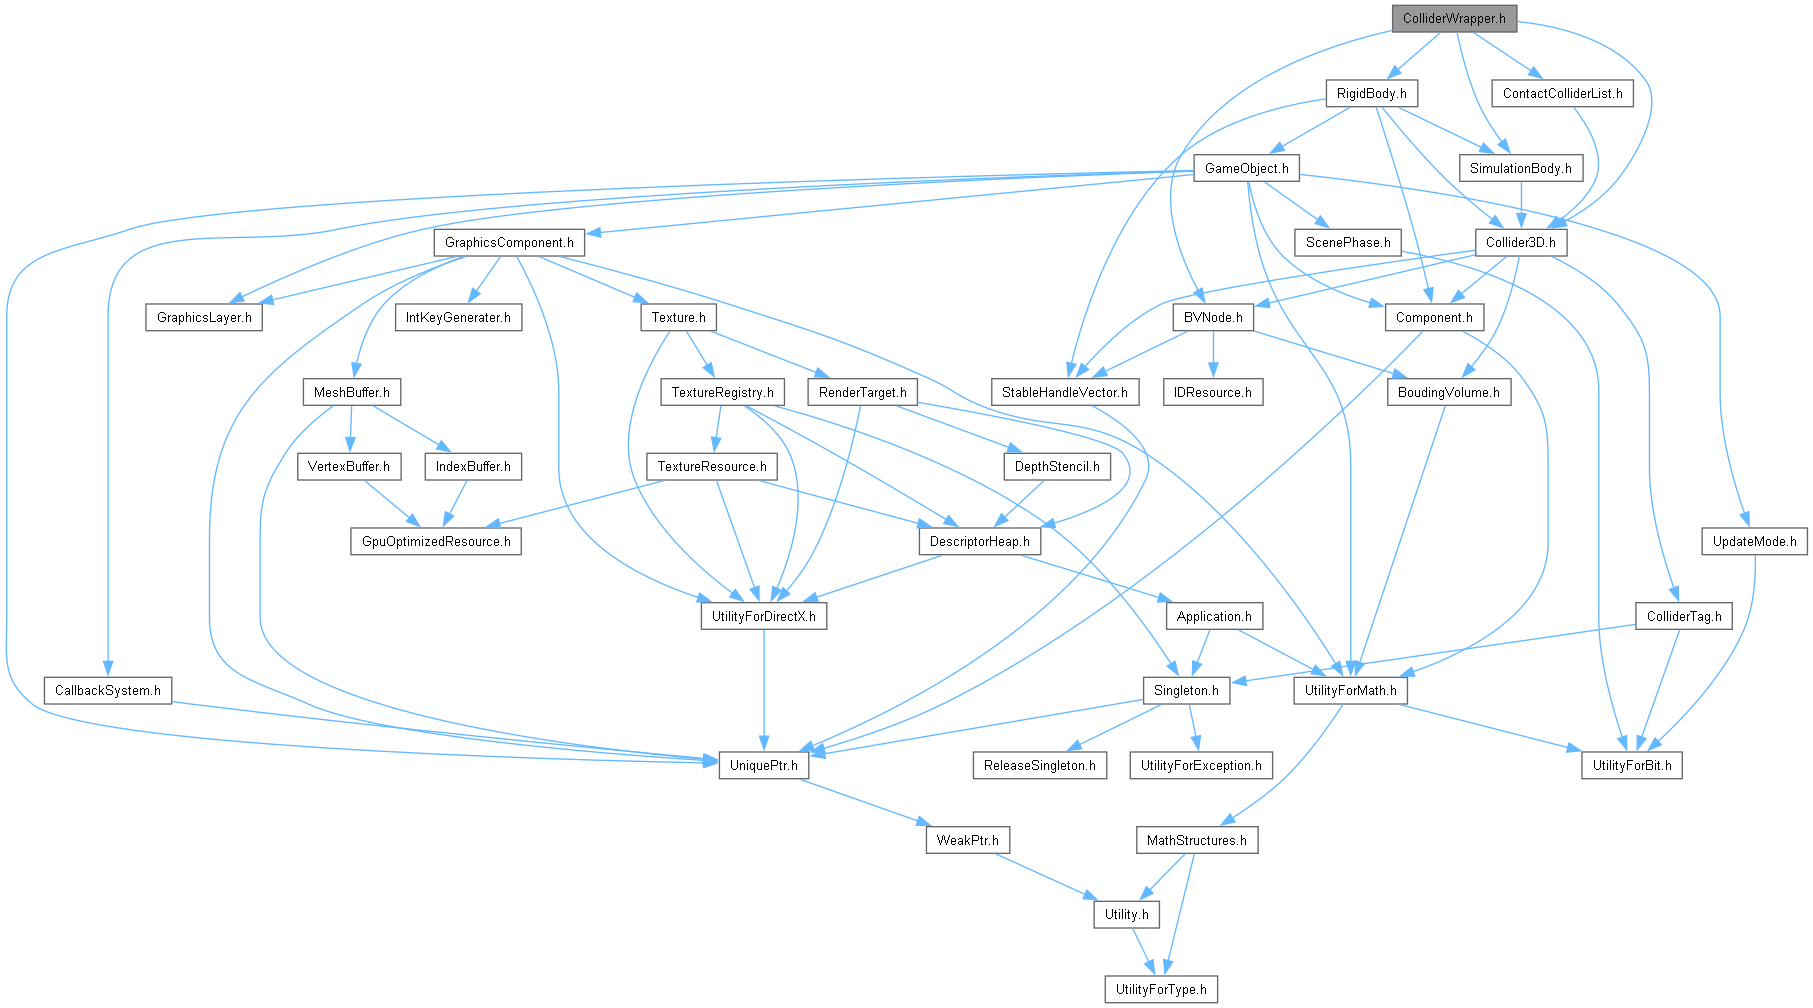 ColliderWrapper.h
RigidBody.h
ContactColliderList.h
GameObject.h
SimulationBody.h
GraphicsComponent.h
ScenePhase.h
Collider3D.h
GraphicsLayer.h
IntKeyGenerater.h
Texture.h
BVNode.h
Component.h
MeshBuffer.h
TextureRegistry.h
RenderTarget.h
StableHandleVector.h
IDResource.h
BoudingVolume.h
VertexBuffer.h
IndexBuffer.h
TextureResource.h
DepthStencil.h
GpuOptimizedResource.h
DescriptorHeap.h
UpdateMode.h
UtilityForDirectX.h
Application.h
ColliderTag.h
CallbackSystem.h
Singleton.h
UtilityForMath.h
UniquePtr.h
ReleaseSingleton.h
UtilityForException.h
UtilityForBit.h
WeakPtr.h
MathStructures.h
Utility.h
UtilityForType.h